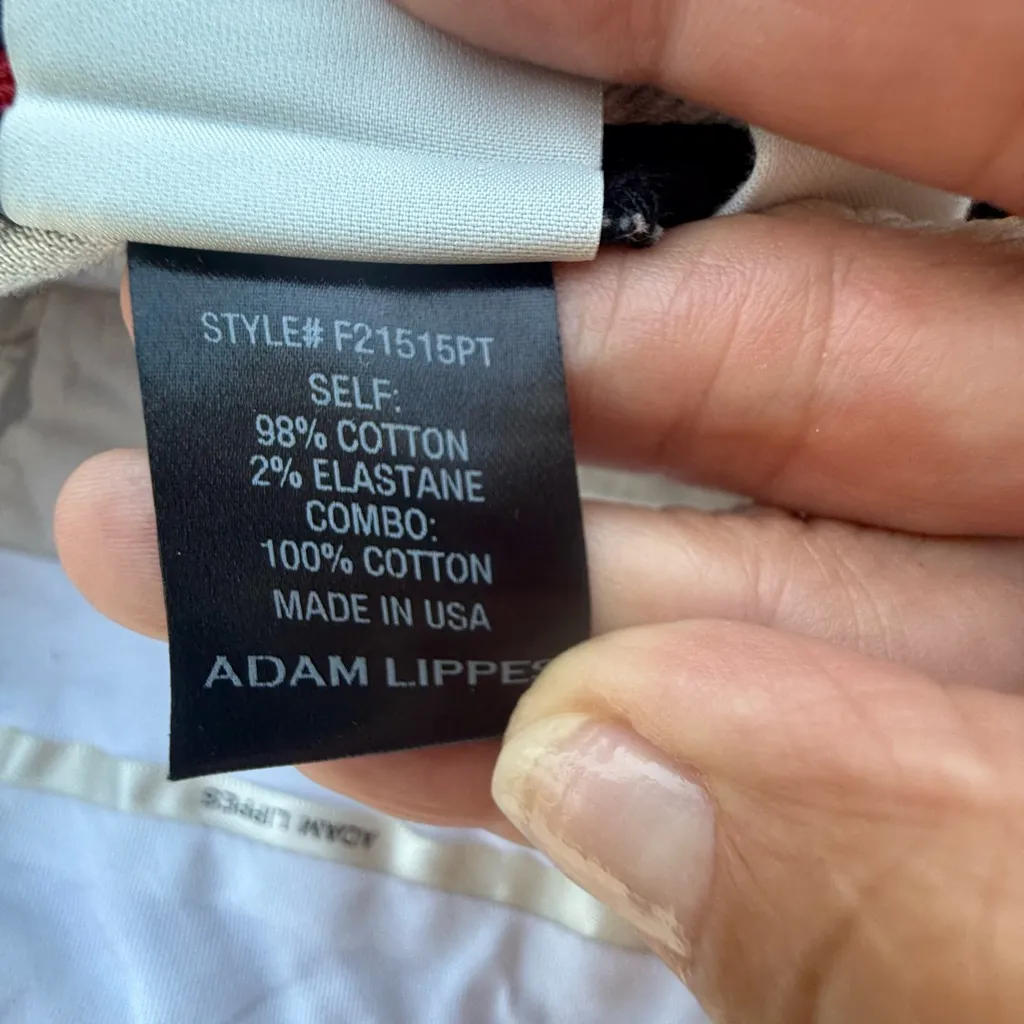 STYLE# F21515PT
SELF:
98% COTTON
2% ELASTANE
COMBO:
100% COTTON
MADE IN USA
ADAM LIPPES
ADAM LIPPES